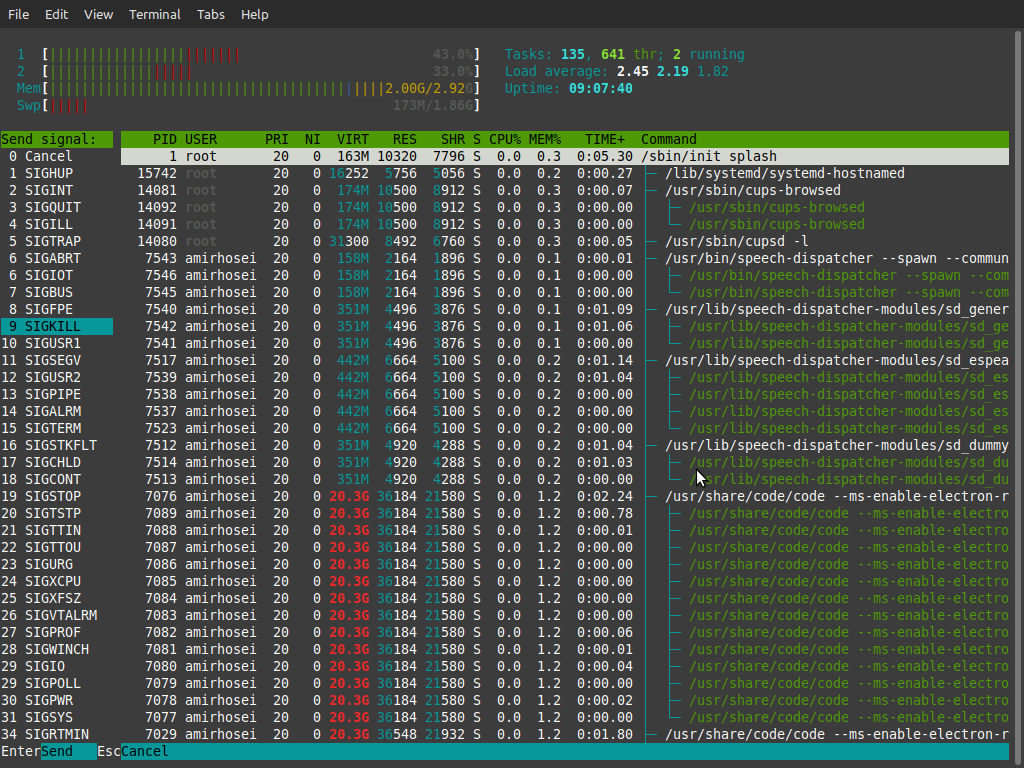 File Edit View Terminal Tabs Help
1 [||||||||||||||||||||||| 43.0%] Tasks: 135, 641 thr; 2 running
2 [|||||||||||||||||| 33.0%] Load average: 2.45 2.19 1.82
Mem[||||||||||||||||||||||||||||||||||||||||||2.00G/2.92G] Uptime: 09:07:40
Swp[||||| 173M/1.86G]
Send signal: PID USER PRI NI VIRT RES SHR S CPU% MEM% TIME+ Command
0 Cancel 1 root 20 0 163M 10320 7796 S 0.0 0.3 0:05.30 /sbin/init splash
1 SIGHUP 15742 root 20 0 16252 5756 5056 S 0.0 0.2 0:00.27 ├─ /lib/systemd/systemd-hostnamed
2 SIGINT 14081 root 20 0 174M 10500 8912 S 0.0 0.3 0:00.07 ├─ /usr/sbin/cups-browsed
3 SIGQUIT 14092 root 20 0 174M 10500 8912 S 0.0 0.3 0:00.00 │ ├─ /usr/sbin/cups-browsed
4 SIGILL 14091 root 20 0 174M 10500 8912 S 0.0 0.3 0:00.00 │ └─ /usr/sbin/cups-browsed
5 SIGTRAP 14080 root 20 0 31300 8492 6760 S 0.0 0.3 0:00.05 ├─ /usr/sbin/cupsd -l
6 SIGABRT 7543 amirhosei 20 0 158M 2164 1896 S 0.0 0.1 0:00.01 ├─ /usr/bin/speech-dispatcher --spawn --commun
6 SIGIOT 7546 amirhosei 20 0 158M 2164 1896 S 0.0 0.1 0:00.00 │ ├─ /usr/bin/speech-dispatcher --spawn --com
7 SIGBUS 7545 amirhosei 20 0 158M 2164 1896 S 0.0 0.1 0:00.00 │ └─ /usr/bin/speech-dispatcher --spawn --com
8 SIGFPE 7540 amirhosei 20 0 351M 4496 3876 S 0.0 0.1 0:01.09 ├─ /usr/lib/speech-dispatcher-modules/sd_gener
9 SIGKILL 7542 amirhosei 20 0 351M 4496 3876 S 0.0 0.1 0:01.06 │ ├─ /usr/lib/speech-dispatcher-modules/sd_ge
10 SIGUSR1 7541 amirhosei 20 0 351M 4496 3876 S 0.0 0.1 0:00.00 │ └─ /usr/lib/speech-dispatcher-modules/sd_ge
11 SIGSEGV 7517 amirhosei 20 0 442M 6664 5100 S 0.0 0.2 0:01.14 ├─ /usr/lib/speech-dispatcher-modules/sd_espea
12 SIGUSR2 7539 amirhosei 20 0 442M 6664 5100 S 0.0 0.2 0:01.04 │ ├─ /usr/lib/speech-dispatcher-modules/sd_es
13 SIGPIPE 7538 amirhosei 20 0 442M 6664 5100 S 0.0 0.2 0:00.00 │ ├─ /usr/lib/speech-dispatcher-modules/sd_es
14 SIGALRM 7537 amirhosei 20 0 442M 6664 5100 S 0.0 0.2 0:00.00 │ ├─ /usr/lib/speech-dispatcher-modules/sd_es
15 SIGTERM 7523 amirhosei 20 0 442M 6664 5100 S 0.0 0.2 0:00.00 │ └─ /usr/lib/speech-dispatcher-modules/sd_es
16 SIGSTKFLT 7512 amirhosei 20 0 351M 4920 4288 S 0.0 0.2 0:01.04 ├─ /usr/lib/speech-dispatcher-modules/sd_dummy
17 SIGCHLD 7514 amirhosei 20 0 351M 4920 4288 S 0.0 0.2 0:01.03 │ ├─ /usr/lib/speech-dispatcher-modules/sd_du
18 SIGCONT 7513 amirhosei 20 0 351M 4920 4288 S 0.0 0.2 0:00.00 │ └─ /usr/lib/speech-dispatcher-modules/sd_du
19 SIGSTOP 7076 amirhosei 20 0 20.3G 36184 21580 S 0.0 1.2 0:02.24 ├─ /usr/share/code/code --ms-enable-electron-r
20 SIGTSTP 7089 amirhosei 20 0 20.3G 36184 21580 S 0.0 1.2 0:00.78 │ ├─ /usr/share/code/code --ms-enable-electro
21 SIGTTIN 7088 amirhosei 20 0 20.3G 36184 21580 S 0.0 1.2 0:00.01 │ ├─ /usr/share/code/code --ms-enable-electro
22 SIGTTOU 7087 amirhosei 20 0 20.3G 36184 21580 S 0.0 1.2 0:00.00 │ ├─ /usr/share/code/code --ms-enable-electro
23 SIGURG 7086 amirhosei 20 0 20.3G 36184 21580 S 0.0 1.2 0:00.00 │ ├─ /usr/share/code/code --ms-enable-electro
24 SIGXCPU 7085 amirhosei 20 0 20.3G 36184 21580 S 0.0 1.2 0:00.00 │ ├─ /usr/share/code/code --ms-enable-electro
25 SIGXFSZ 7084 amirhosei 20 0 20.3G 36184 21580 S 0.0 1.2 0:00.00 │ ├─ /usr/share/code/code --ms-enable-electro
26 SIGVTALRM 7083 amirhosei 20 0 20.3G 36184 21580 S 0.0 1.2 0:00.00 │ ├─ /usr/share/code/code --ms-enable-electro
27 SIGPROF 7082 amirhosei 20 0 20.3G 36184 21580 S 0.0 1.2 0:00.06 │ ├─ /usr/share/code/code --ms-enable-electro
28 SIGWINCH 7081 amirhosei 20 0 20.3G 36184 21580 S 0.0 1.2 0:00.01 │ ├─ /usr/share/code/code --ms-enable-electro
29 SIGIO 7080 amirhosei 20 0 20.3G 36184 21580 S 0.0 1.2 0:00.04 │ ├─ /usr/share/code/code --ms-enable-electro
29 SIGPOLL 7079 amirhosei 20 0 20.3G 36184 21580 S 0.0 1.2 0:00.00 │ ├─ /usr/share/code/code --ms-enable-electro
30 SIGPWR 7078 amirhosei 20 0 20.3G 36184 21580 S 0.0 1.2 0:00.02 │ ├─ /usr/share/code/code --ms-enable-electro
31 SIGSYS 7077 amirhosei 20 0 20.3G 36184 21580 S 0.0 1.2 0:00.00 │ └─ /usr/share/code/code --ms-enable-electro
34 SIGRTMIN 7029 amirhosei 20 0 20.3G 36548 21932 S 0.0 1.2 0:01.80 ├─ /usr/share/code/code --ms-enable-electron-r
EnterSend EscCancel